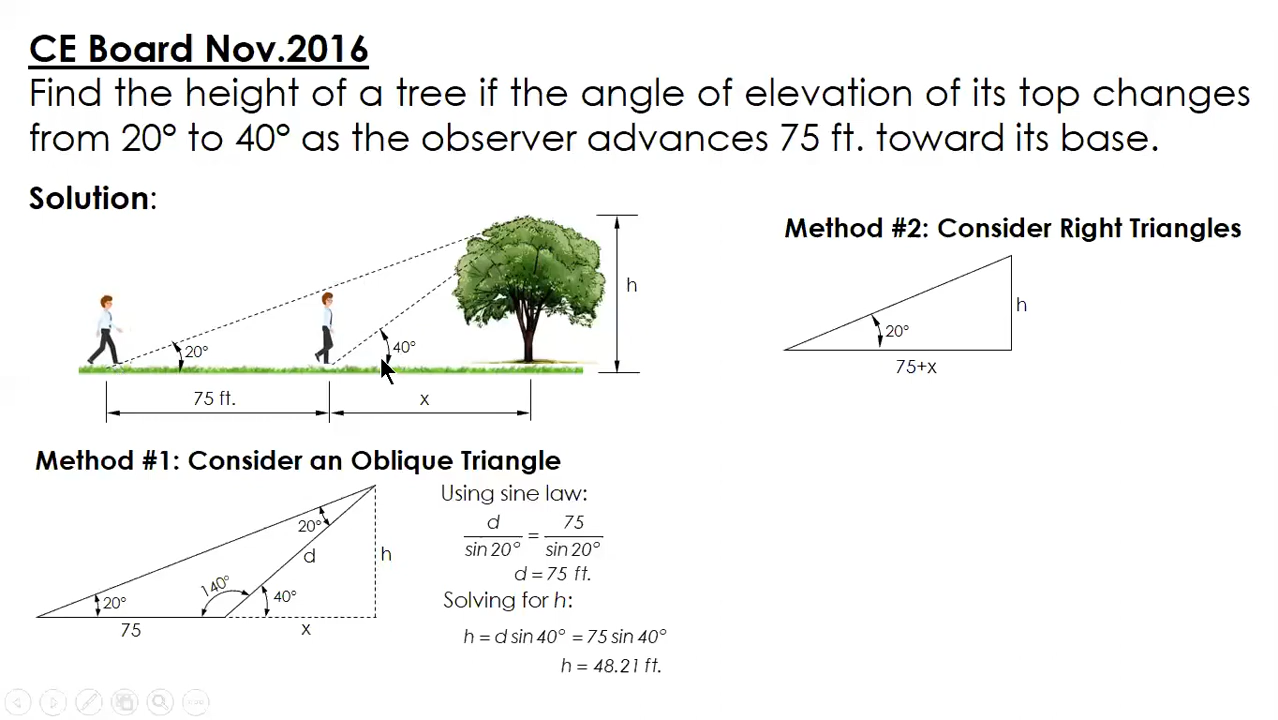 CE Board Nov.2016
Find the height of a tree if the angle of elevation of its top changes
from 20° to 40° as the observer advances 75 ft. toward its base.
Solution:
20°
40°
h
75 ft.
x
Method #1: Consider an Oblique Triangle
20°
140°
20°
d
40°
h
75
x
Using sine law:
d/sin 20° = 75/sin 20°
d = 75 ft.
Solving for h:
h = d sin 40° = 75 sin 40°
h = 48.21 ft.
Method #2: Consider Right Triangles
20°
h
75+x